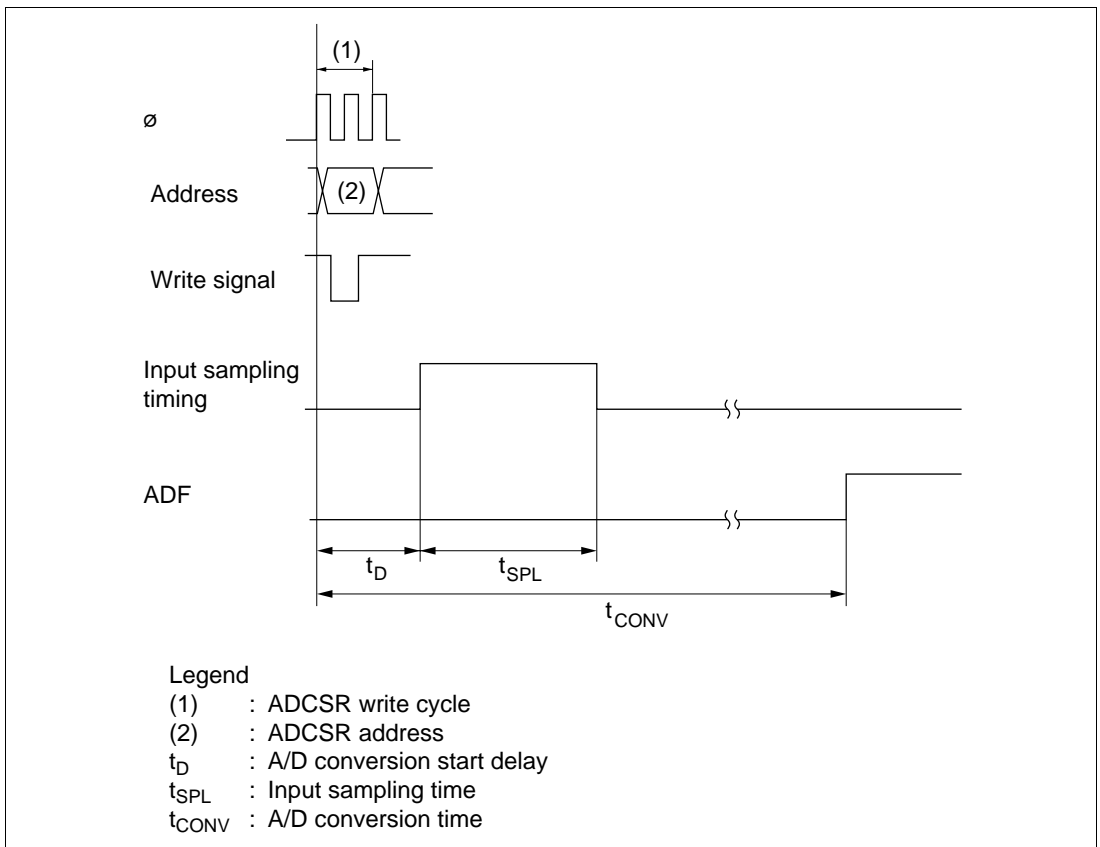 (1)
ø
Address
(2)
Write signal
Input sampling
timing
ADF
tD
tSPL
tCONV
Legend
(1) : ADCSR write cycle
(2) : ADCSR address
tD : A/D conversion start delay
tSPL : Input sampling time
tCONV : A/D conversion time